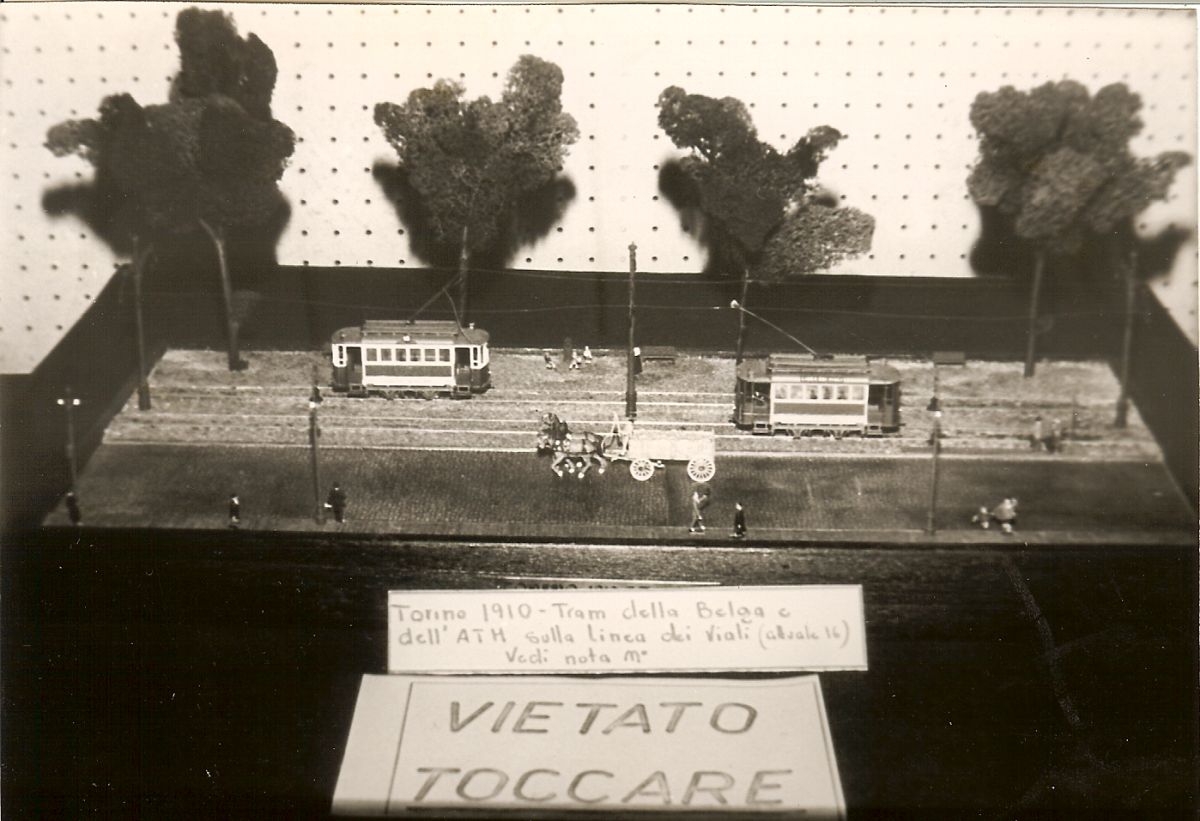 Torino 1910 - Tram della Belga e
dell'ATM sulla linea dei Viali (attuale 16)
Vedi nota n°
VIETATO
TOCCARE